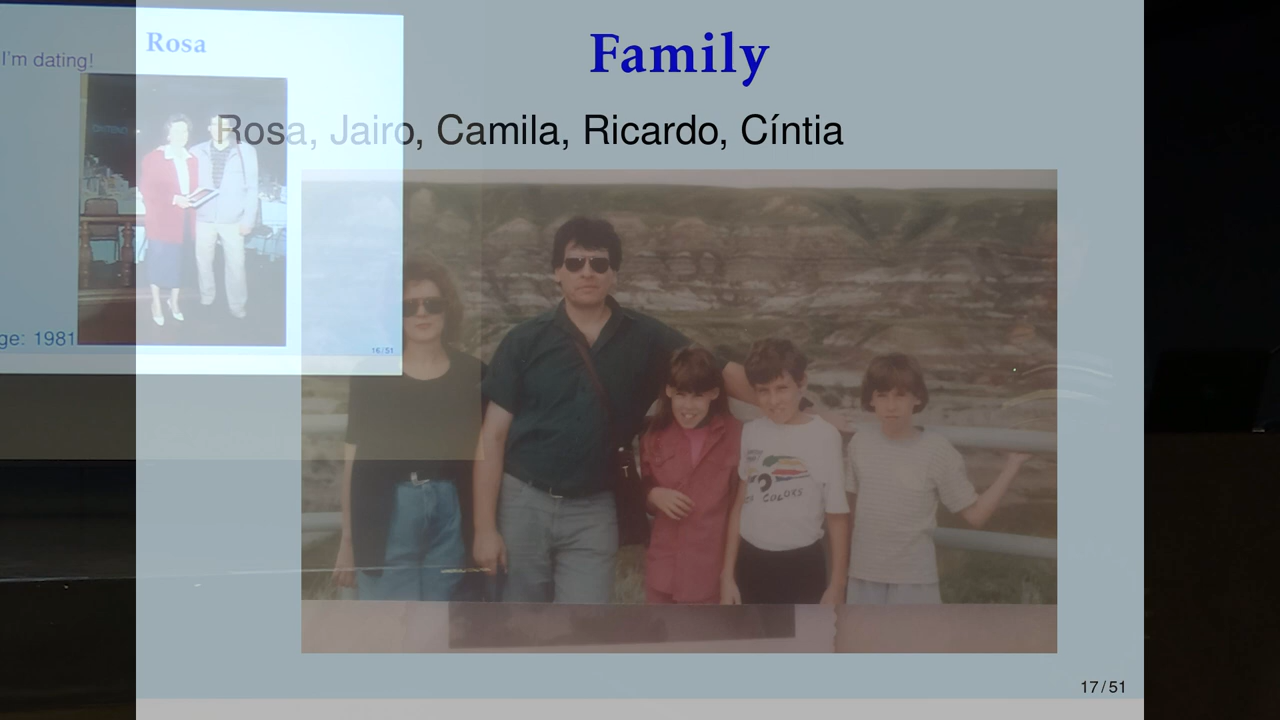 I'm dating!
Rosa
ge: 1981
16/51
Family
Rosa, Jairo, Camila, Ricardo, Cíntia
COLORS
17/51